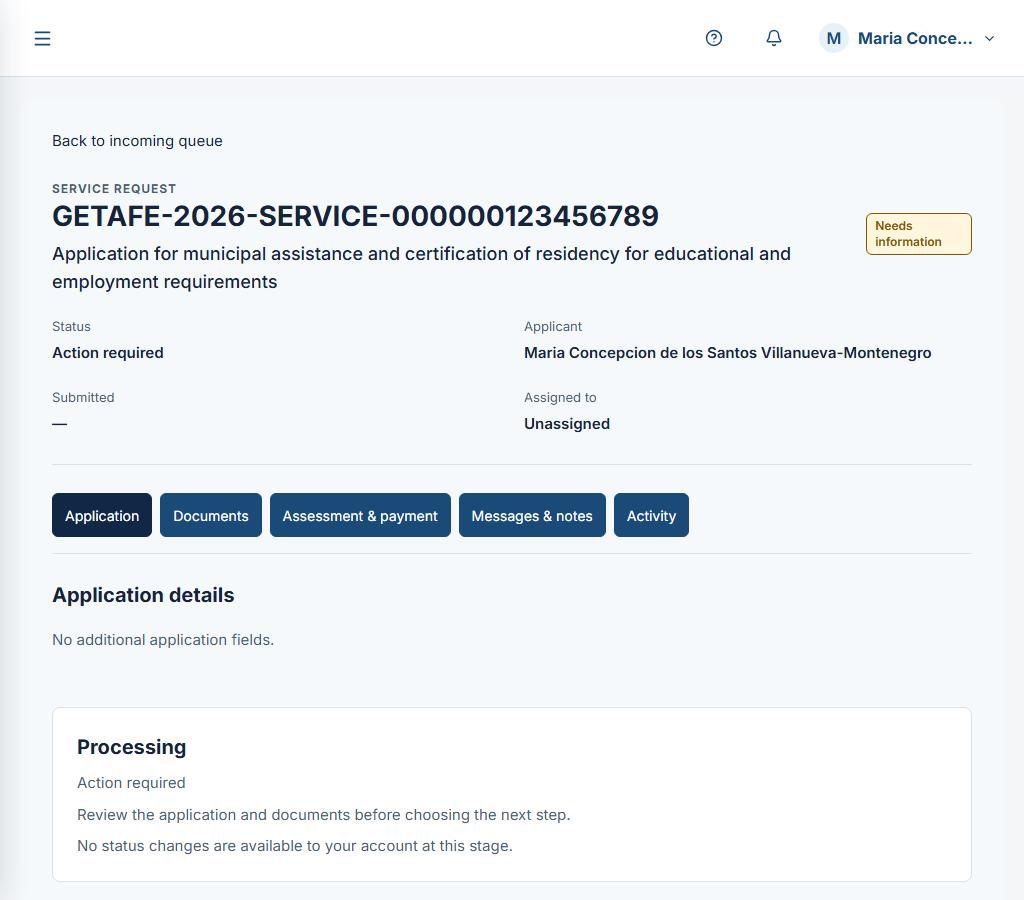 M Maria Conce...
Back to incoming queue
SERVICE REQUEST
GETAFE-2026-SERVICE-000000123456789
Needs
information
Application for municipal assistance and certification of residency for educational and
employment requirements
Status
Action required
Applicant
Maria Concepcion de los Santos Villanueva-Montenegro
Submitted
—
Assigned to
Unassigned
Application Documents Assessment & payment Messages & notes Activity
Application details
No additional application fields.
Processing
Action required
Review the application and documents before choosing the next step.
No status changes are available to your account at this stage.